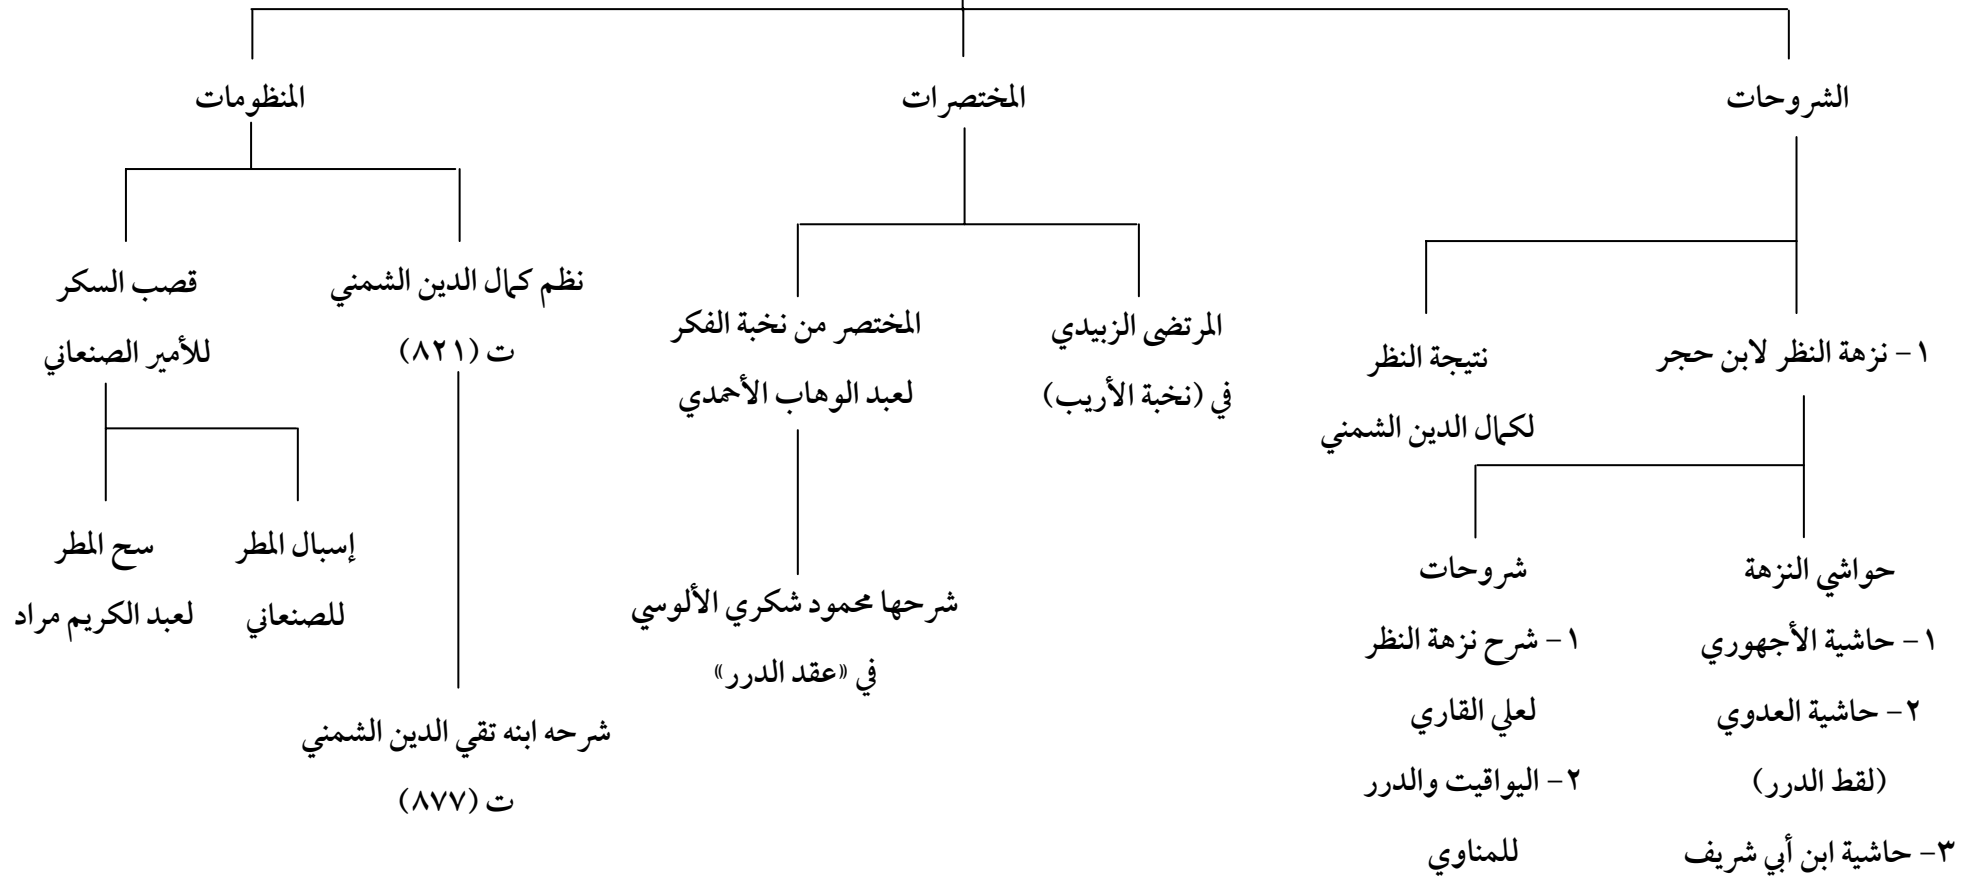 الشروحات
المختصرات
المنظومات
١- نزهة النظر لابن حجر
نتيجة النظر
لكمال الدين الشمني
حواشي النزهة
١- حاشية الأجهوري
٢- حاشية العدوي
(لقط الدرر)
٣- حاشية ابن أبي شريف
شروحات
١- شرح نزهة النظر
لعلي القاري
٢- اليواقيت والدرر
للمناوي
المرتضى الزبيدي
في (نخبة الأريب)
المختصر من نخبة الفكر
لعبد الوهاب الأحمدي
شرحها محمود شكري الألوسي
في «عقد الدرر»
نظم كمال الدين الشمني
ت (٨٢١)
شرحه ابنه تقي الدين الشمني
ت (٨٧٧)
قصب السكر
للأمير الصنعاني
إسبال المطر
للصنعاني
سح المطر
لعبد الكريم مراد